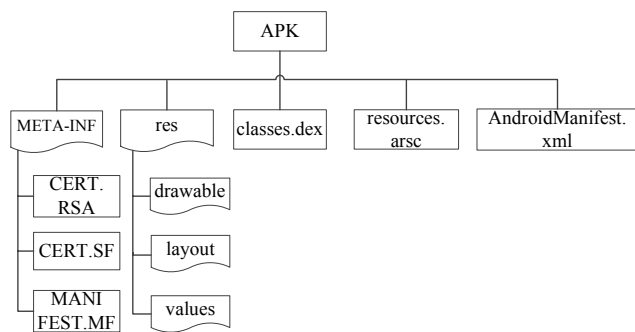 APK
META-INF
res
classes.dex
resources.
arsc
AndroidManifest.
xml
CERT.
RSA
CERT.SF
MANI
FEST.MF
drawable
layout
values